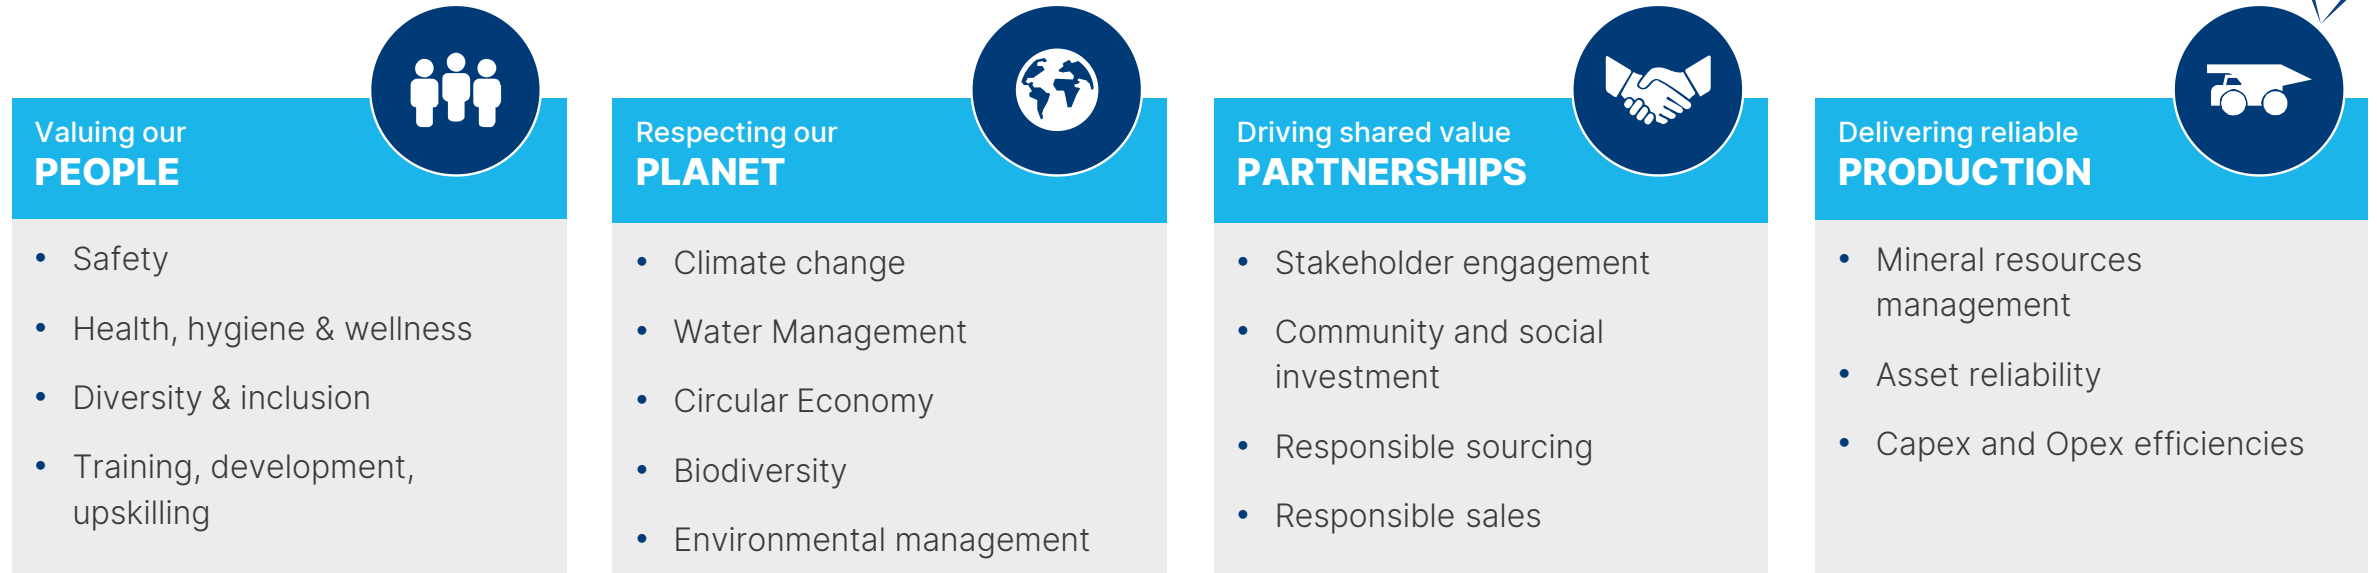 Valuing our
PEOPLE
• Safety
• Health, hygiene & wellness
• Diversity & inclusion
• Training, development,
upskilling
Respecting our
PLANET
• Climate change
• Water Management
• Circular Economy
• Biodiversity
• Environmental management
Driving shared value
PARTNERSHIPS
• Stakeholder engagement
• Community and social
investment
• Responsible sourcing
• Responsible sales
Delivering reliable
PRODUCTION
• Mineral resources
management
• Asset reliability
• Capex and Opex efficiencies